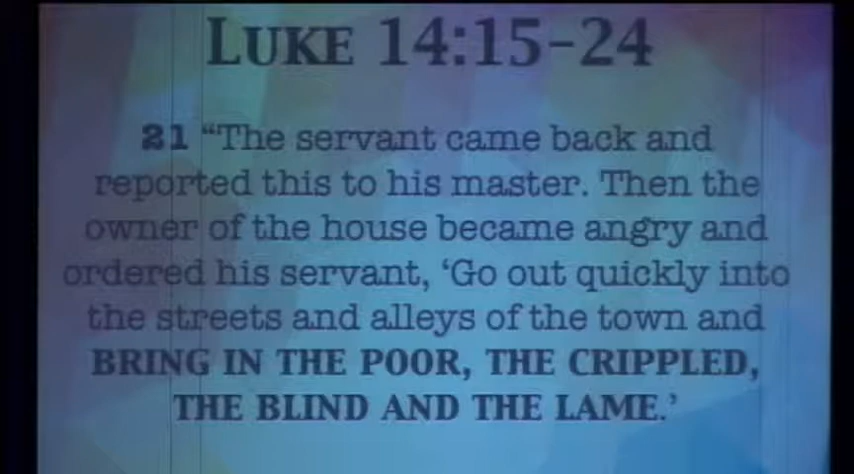 LUKE 14:15-24
21 “The servant came back and
reported this to his master. Then the
owner of the house became angry and
ordered his servant, ‘Go out quickly into
the streets and alleys of the town and
BRING IN THE POOR, THE CRIPPLED,
THE BLIND AND THE LAME.’